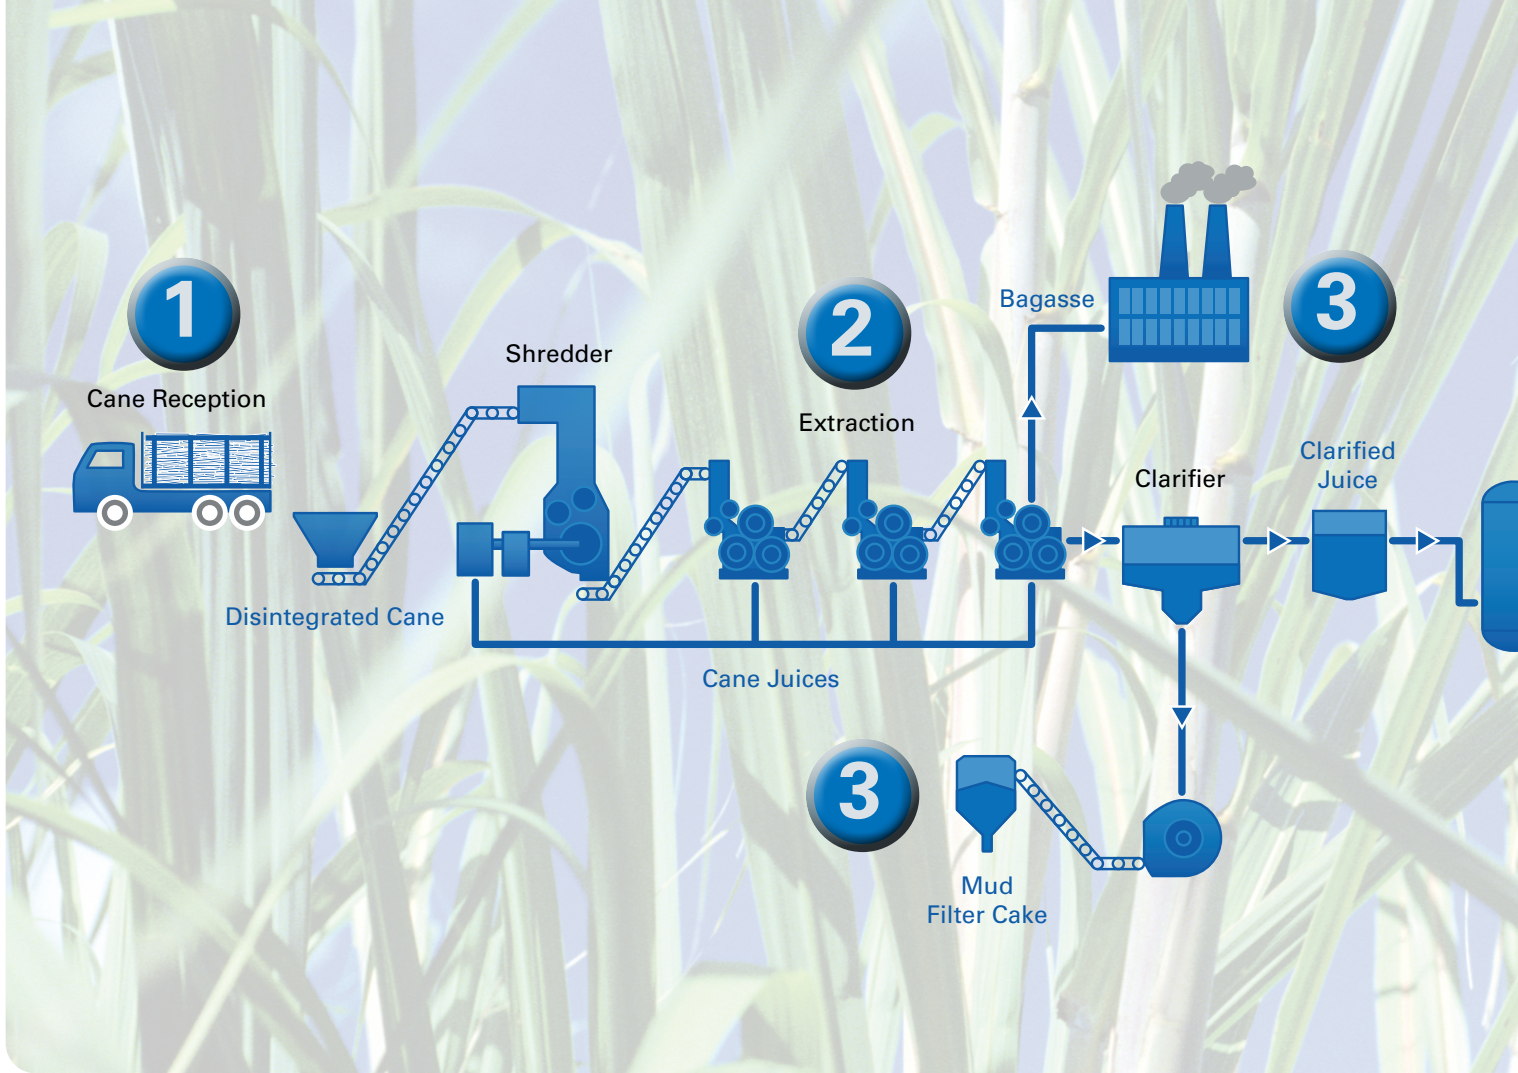 1
Cane Reception
Disintegrated Cane
Shredder
2
Extraction
Cane Juices
Bagasse
3
Clarifier
Clarified
Juice
3
Mud
Filter Cake